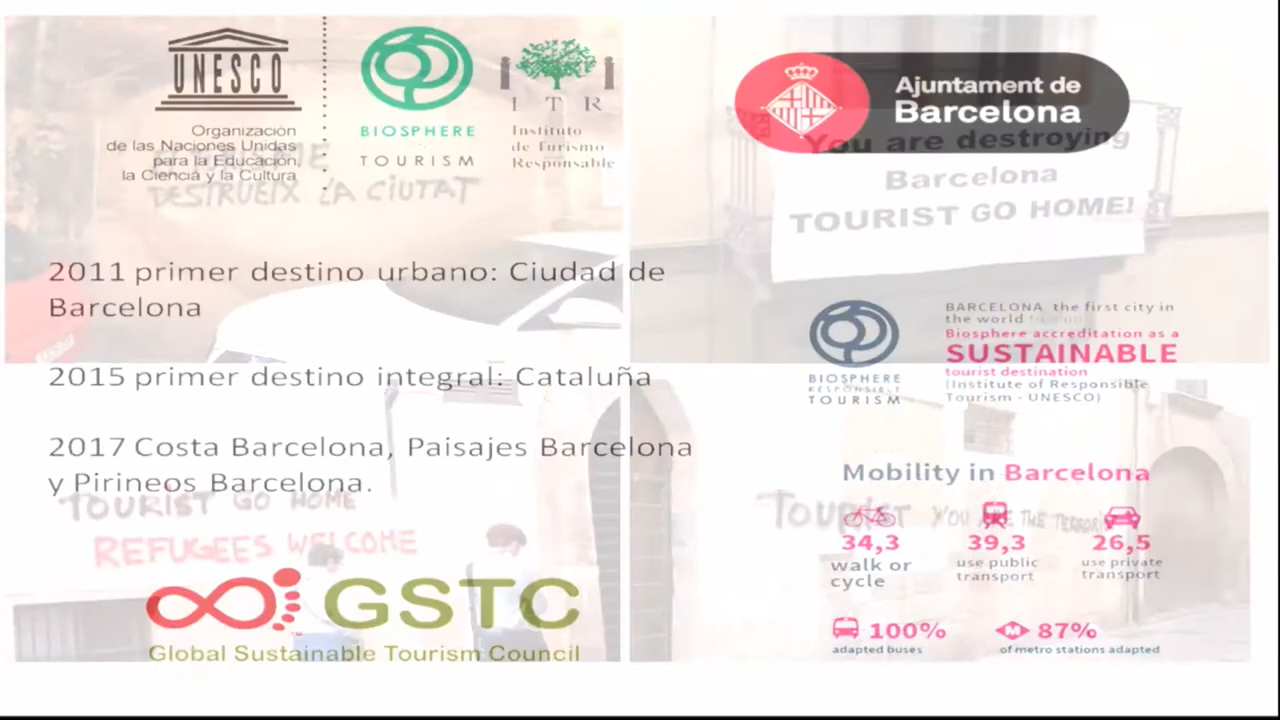 UNESCO
Organización
de las Naciones Unidas
para la Educación,
la Ciencia y la Cultura
BIOSPHERE
TOURISM
ITR
Instituto
de Turismo
Responsable
DESTRUEIX LA CIUTAT
2011 primer destino urbano: Ciudad de
Barcelona
2015 primer destino integral: Cataluña
2017 Costa Barcelona, Paisajes Barcelona
y Pirineos Barcelona.
TOURIST GO HOME
REFUGEES WELCOME
GSTC
Global Sustainable Tourism Council
Ajuntament de
Barcelona
You are destroying
Barcelona
TOURIST GO HOME!
BIOSPHERE
RESPONSIBLE
TOURISM
BARCELONA the first city in
the world
Biosphere accreditation as a
SUSTAINABLE
tourist destination
(Institute of Responsible
Tourism - UNESCO)
Mobility in Barcelona
TOURIST YOU ARE THE TERRORIST
34,3
walk or
cycle
39,3
use public
transport
26,5
use private
transport
100%
adapted buses
M 87%
of metro stations adapted